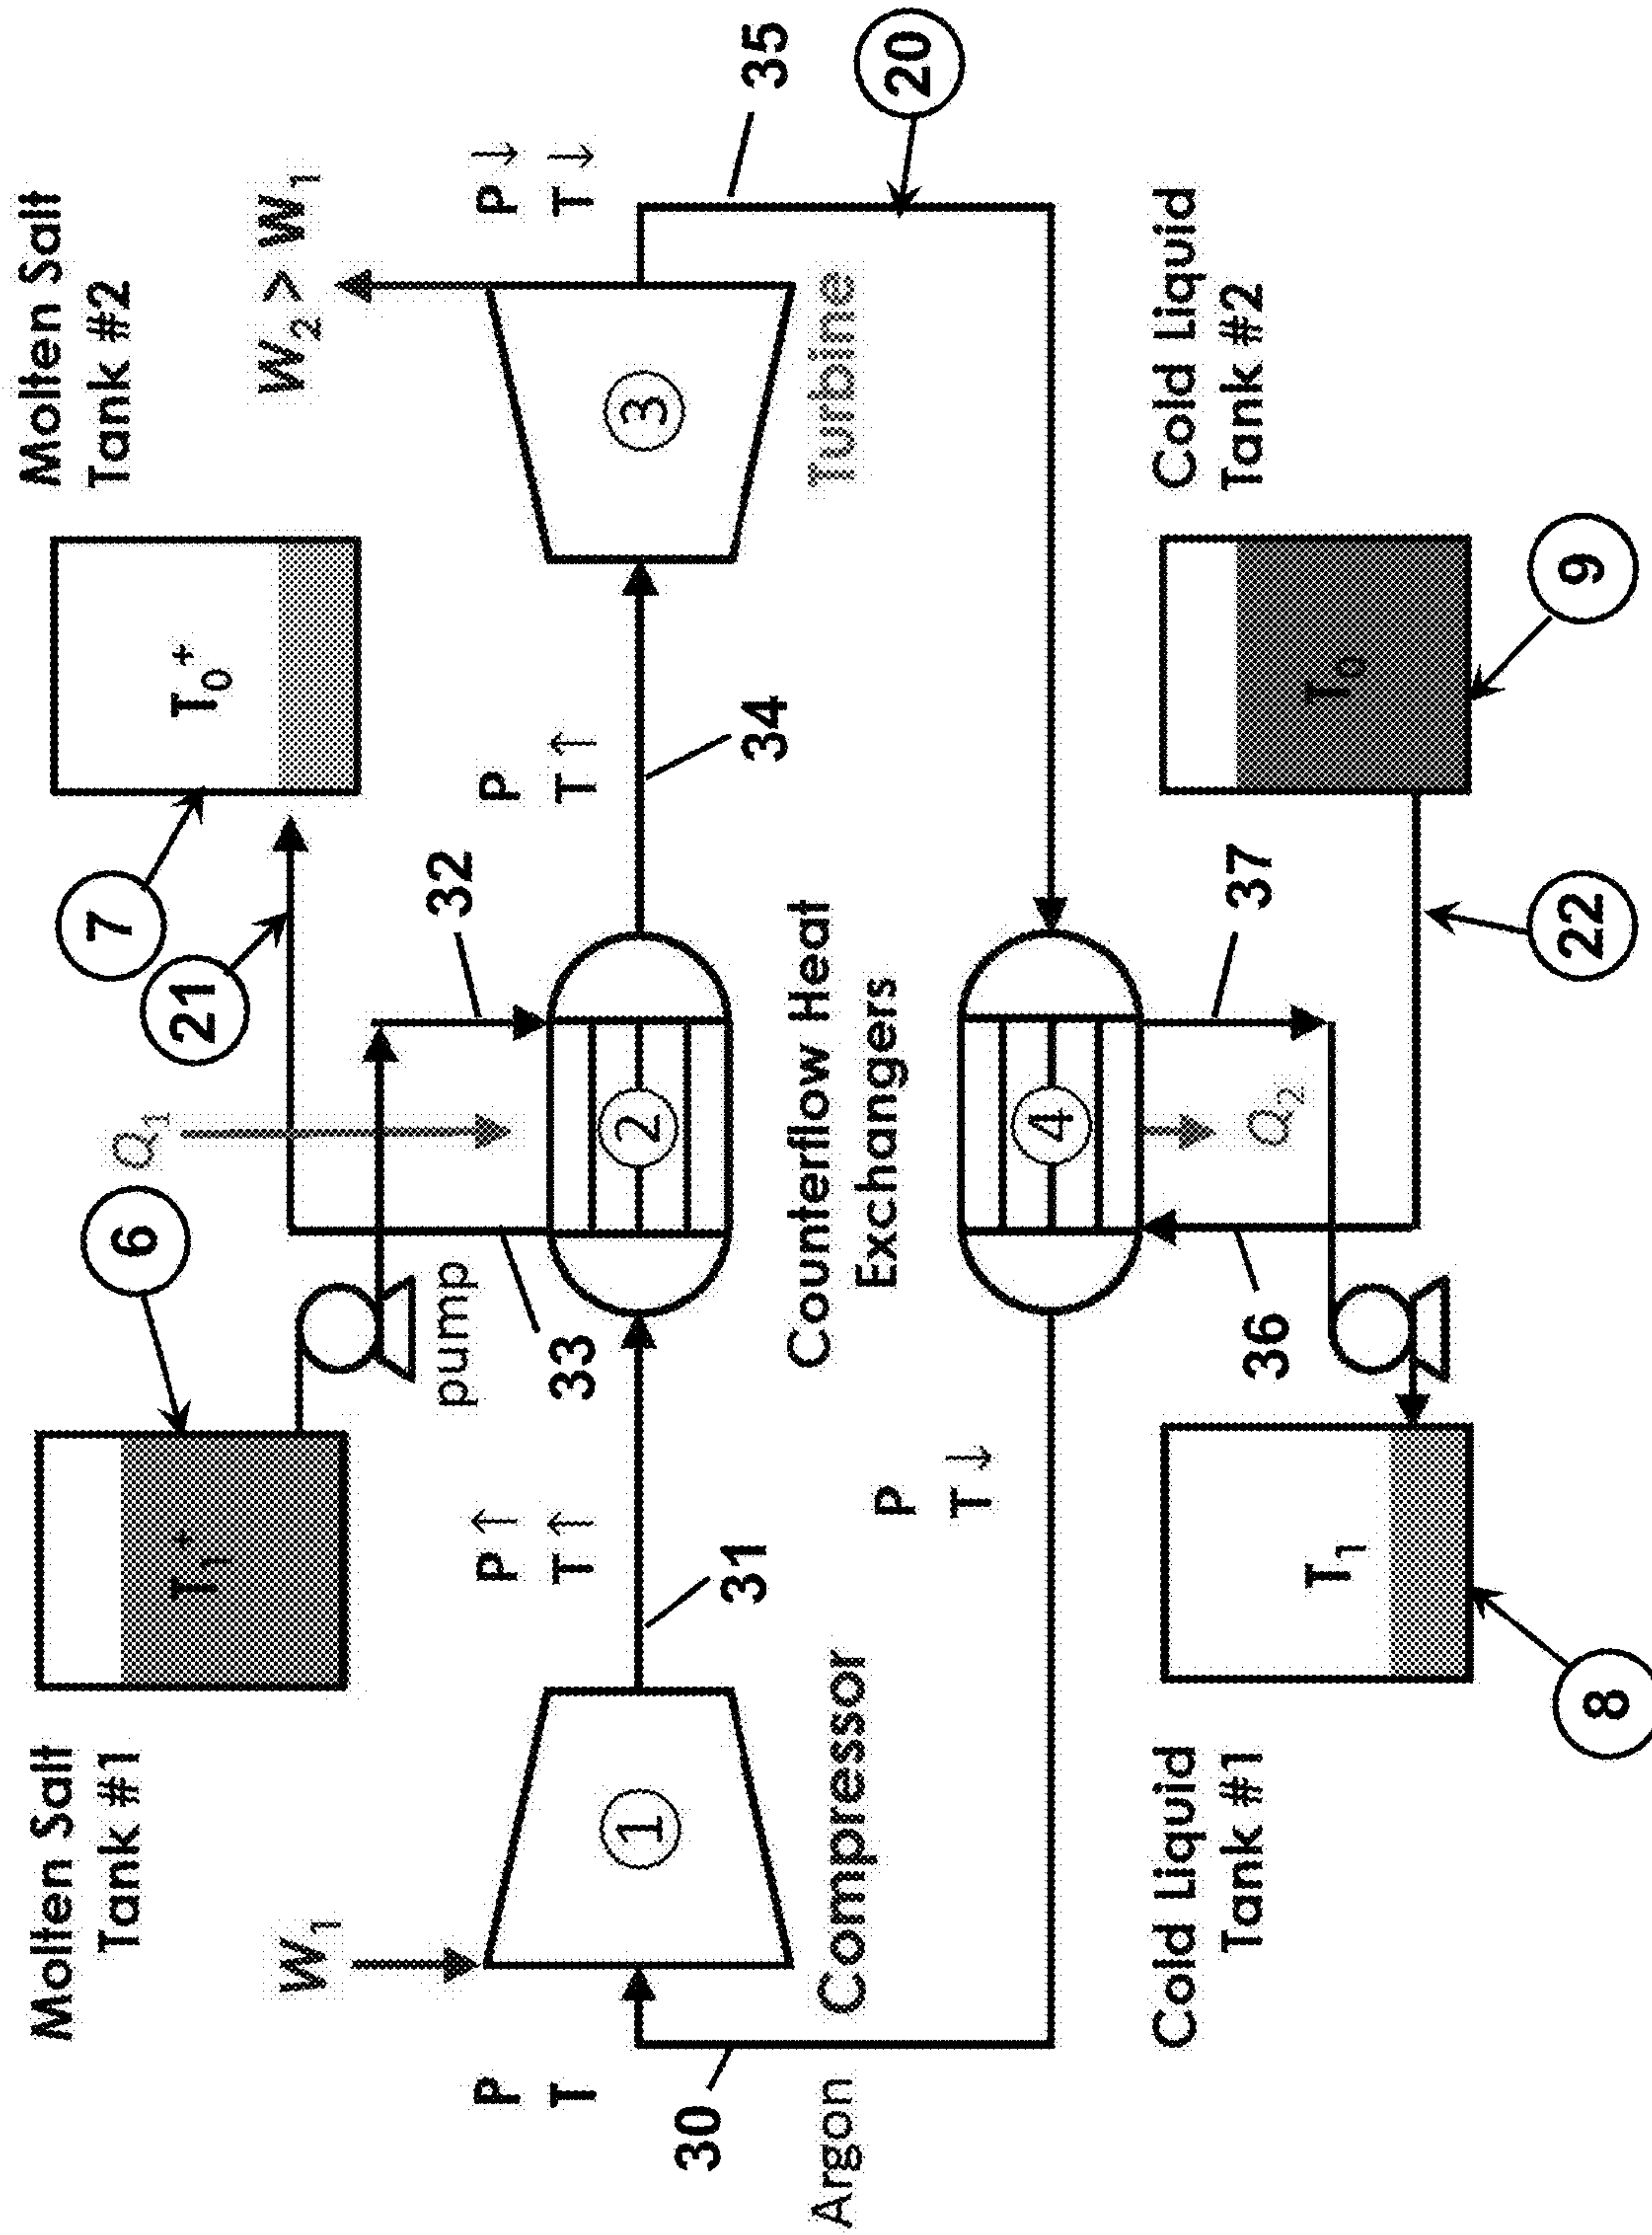 Molten Salt
Tank #1
Molten Salt
Tank #2
6
Q1
21
7
T1+
T0+
W1
W2 > W1
pump
32
33
P
T
P↑
T↑
P
T↑
P↓
T↓
1
2
3
30
31
34
35
Argon
Compressor
Counterflow Heat
Exchangers
Turbine
20
P
T↓
4
Cold Liquid
Tank #1
Cold Liquid
Tank #2
36
Q2
37
T1
T0
8
22
9